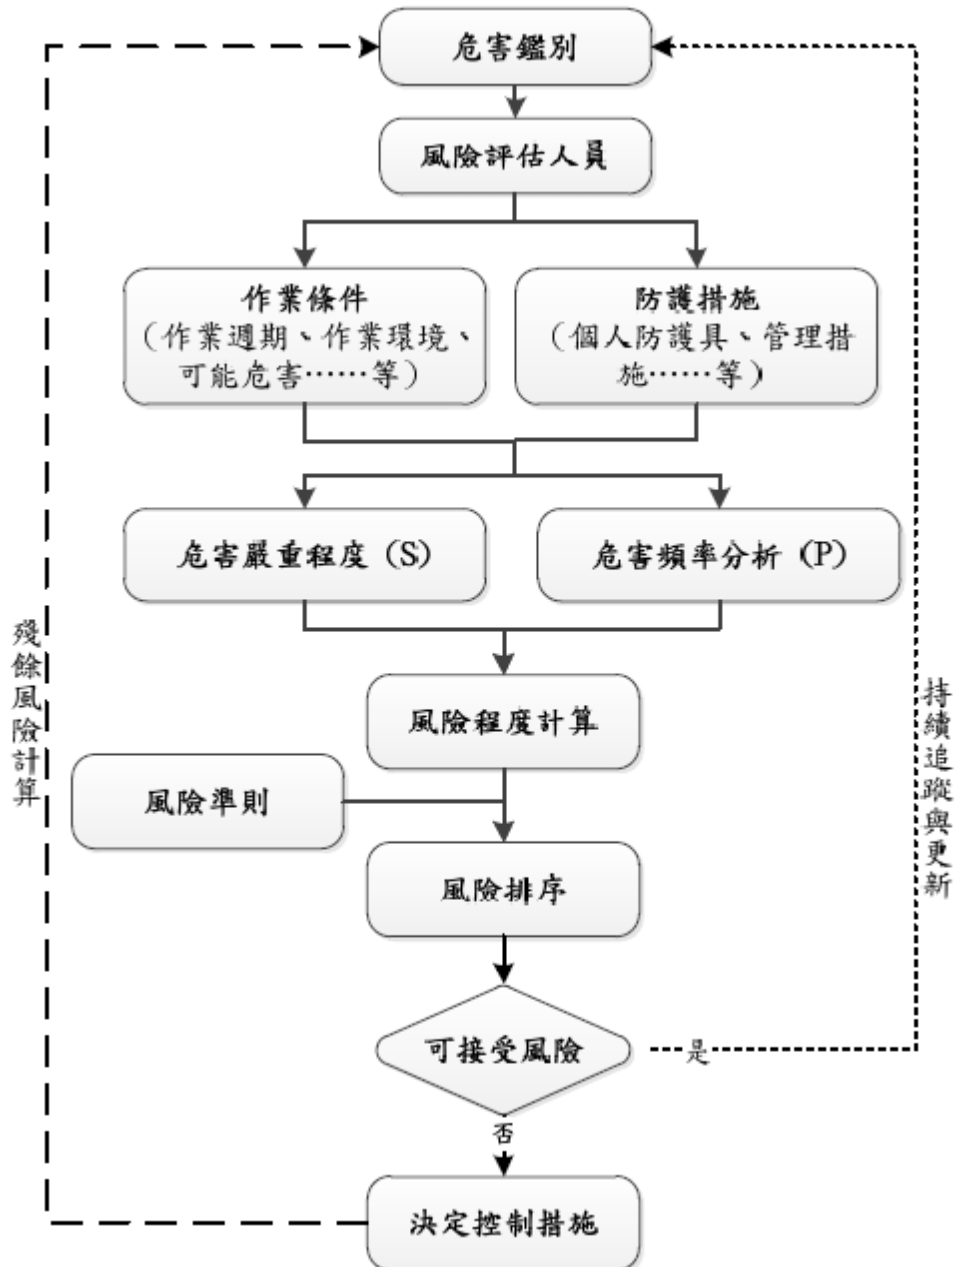 危害鑑別
風險評估人員
作業條件
（作業週期、作業環境、
可能危害……等）
防護措施
（個人防護具、管理措
施……等）
危害嚴重程度（S）
危害頻率分析（P）
殘餘風險計算
風險程度計算
持續追蹤與更新
風險準則
風險排序
可接受風險
是
否
決定控制措施